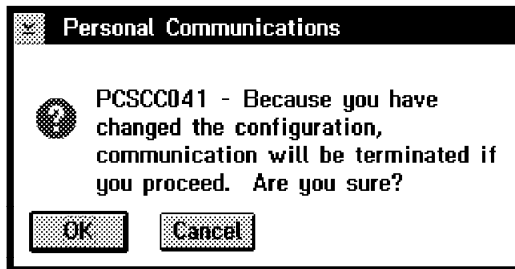 Personal Communications
PCSCC041 - Because you have
changed the configuration,
communication will be terminated if
you proceed. Are you sure?
OK Cancel